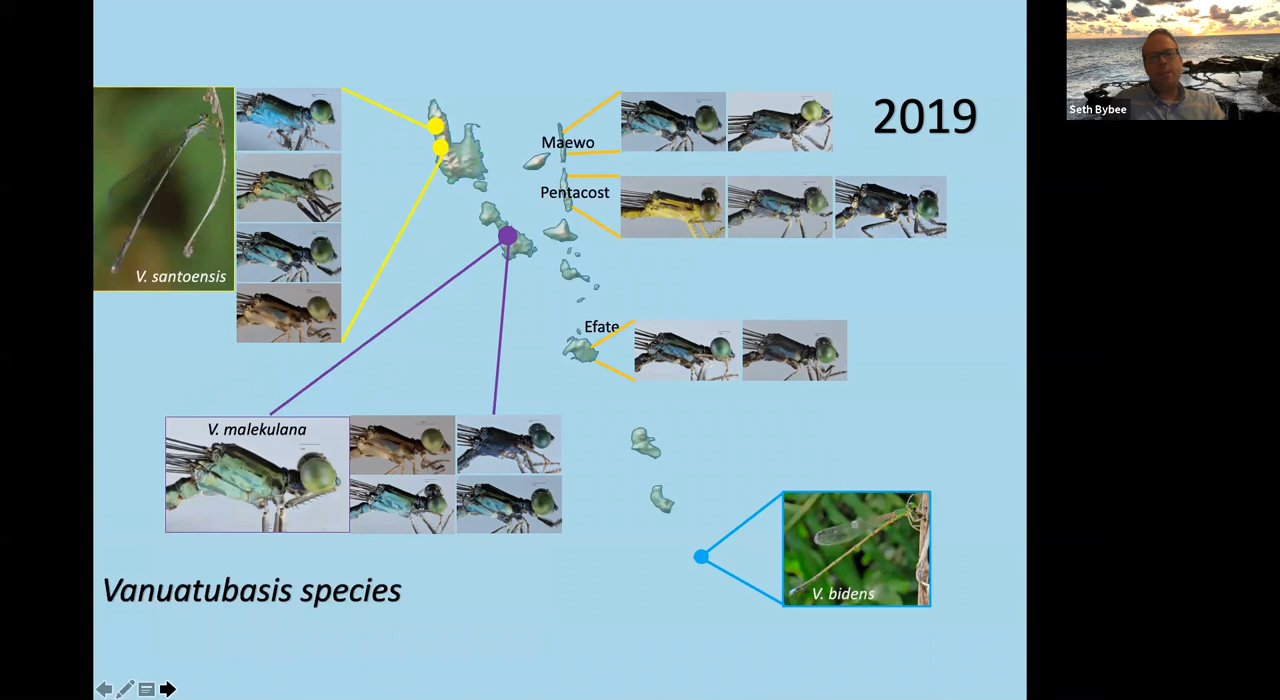 2019
Seth Bybee
Maewo
Pentacost
V. santoensis
Efate
V. malekulana
Vanuatubasis species
V. bidens